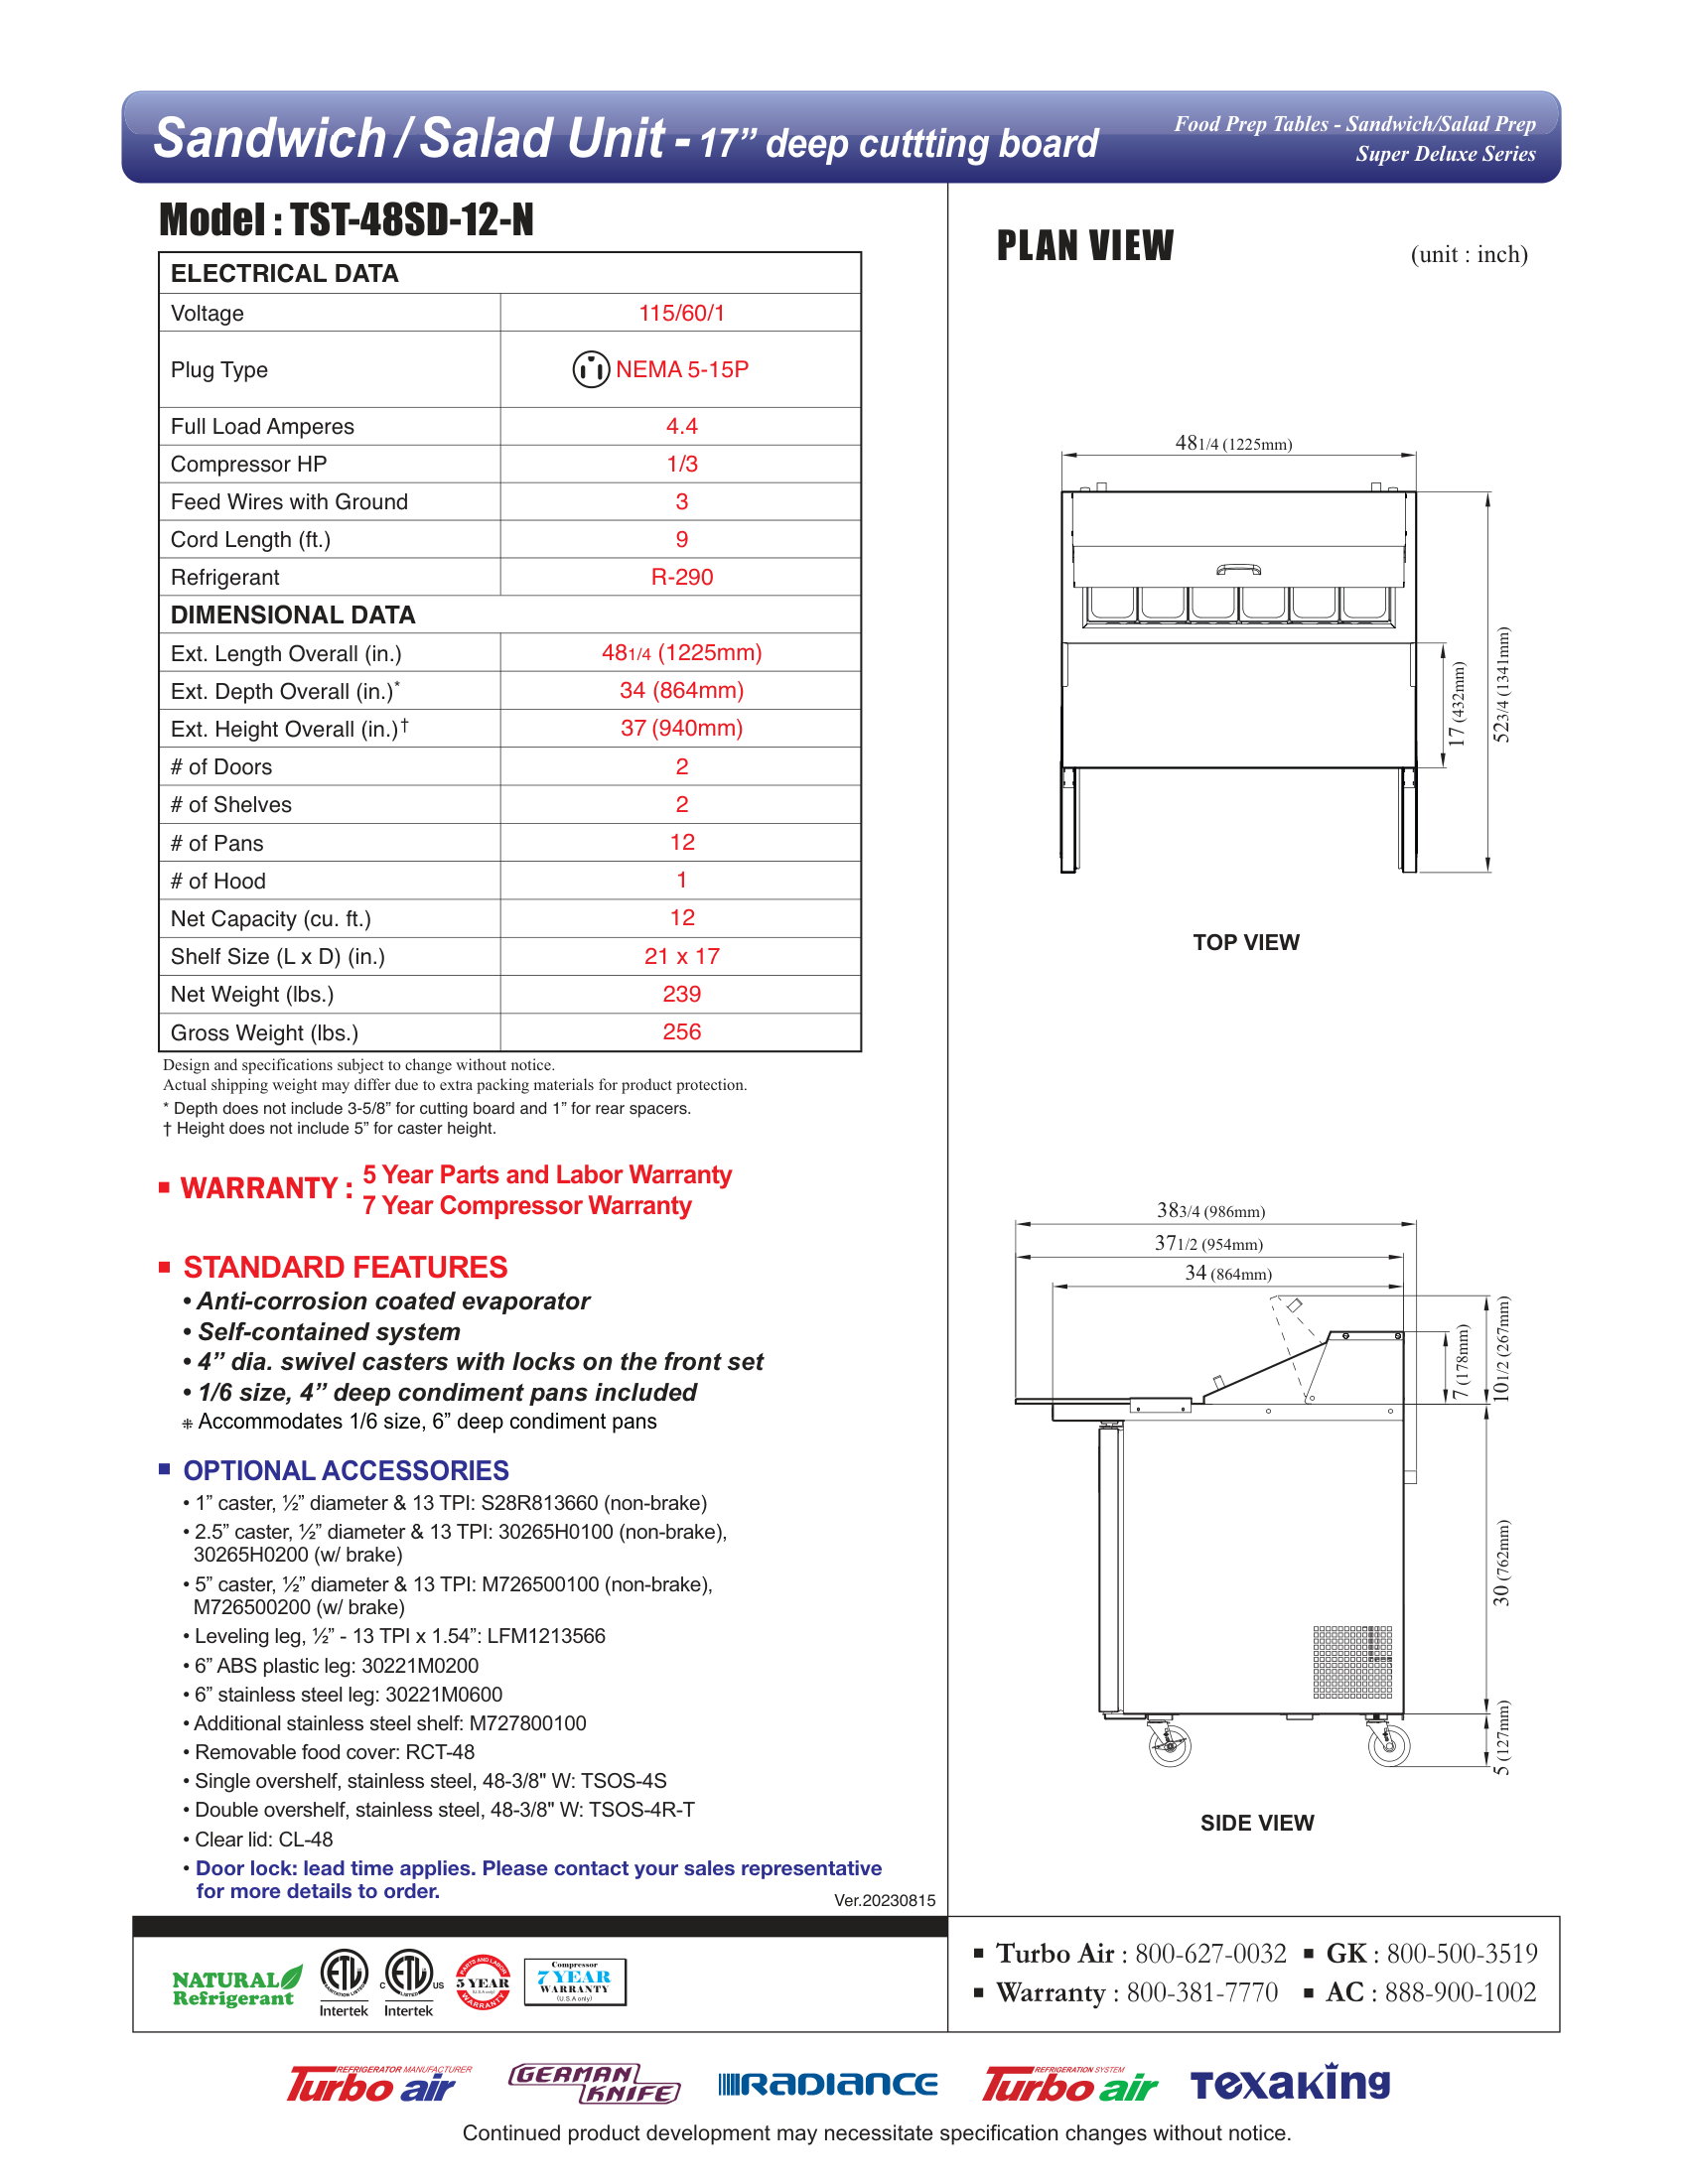 Sandwich / Salad Unit - 17” deep cuttting board
Food Prep Tables - Sandwich/Salad Prep
Super Deluxe Series
Model : TST-48SD-12-N
ELECTRICAL DATA
Voltage 115/60/1
Plug Type NEMA 5-15P
Full Load Amperes 4.4
Compressor HP 1/3
Feed Wires with Ground 3
Cord Length (ft.) 9
Refrigerant R-290
DIMENSIONAL DATA
Ext. Length Overall (in.) 481/4 (1225mm)
Ext. Depth Overall (in.)* 34 (864mm)
Ext. Height Overall (in.)† 37 (940mm)
# of Doors 2
# of Shelves 2
# of Pans 12
# of Hood 1
Net Capacity (cu. ft.) 12
Shelf Size (L x D) (in.) 21 x 17
Net Weight (lbs.) 239
Gross Weight (lbs.) 256
Design and specifications subject to change without notice.
Actual shipping weight may differ due to extra packing materials for product protection.
* Depth does not include 3-5/8” for cutting board and 1” for rear spacers.
† Height does not include 5” for caster height.
■ WARRANTY : 5 Year Parts and Labor Warranty
7 Year Compressor Warranty
■ STANDARD FEATURES
• Anti-corrosion coated evaporator
• Self-contained system
• 4” dia. swivel casters with locks on the front set
• 1/6 size, 4” deep condiment pans included
⁜ Accommodates 1/6 size, 6” deep condiment pans
■ OPTIONAL ACCESSORIES
• 1” caster, ½” diameter & 13 TPI: S28R813660 (non-brake)
• 2.5” caster, ½” diameter & 13 TPI: 30265H0100 (non-brake),
30265H0200 (w/ brake)
• 5” caster, ½” diameter & 13 TPI: M726500100 (non-brake),
M726500200 (w/ brake)
• Leveling leg, ½” - 13 TPI x 1.54”: LFM1213566
• 6” ABS plastic leg: 30221M0200
• 6” stainless steel leg: 30221M0600
• Additional stainless steel shelf: M727800100
• Removable food cover: RCT-48
• Single overshelf, stainless steel, 48-3/8" W: TSOS-4S
• Double overshelf, stainless steel, 48-3/8" W: TSOS-4R-T
• Clear lid: CL-48
• Door lock: lead time applies. Please contact your sales representative
for more details to order.
Ver.20230815
PLAN VIEW
(unit : inch)
481/4 (1225mm)
17 (432mm)
523/4 (1341mm)
TOP VIEW
383/4 (986mm)
371/2 (954mm)
34 (864mm)
7 (178mm)
101/2 (267mm)
30 (762mm)
5 (127mm)
SIDE VIEW
NATURAL
Refrigerant
ETL
Intertek
C ETL US
LISTED
Intertek
PARTS AND LABOR
5 YEAR
WARRANTY
Compressor
7 YEAR
WARRANTY
(U.S.A only)
■ Turbo Air : 800-627-0032 ■ GK : 800-500-3519
■ Warranty : 800-381-7770 ■ AC : 888-900-1002
REFRIGERATOR MANUFACTURER
Turbo air
GERMAN
KNIFE
RADIANCE
REFRIGERATION SYSTEM
Turbo air
Texaking
Continued product development may necessitate specification changes without notice.